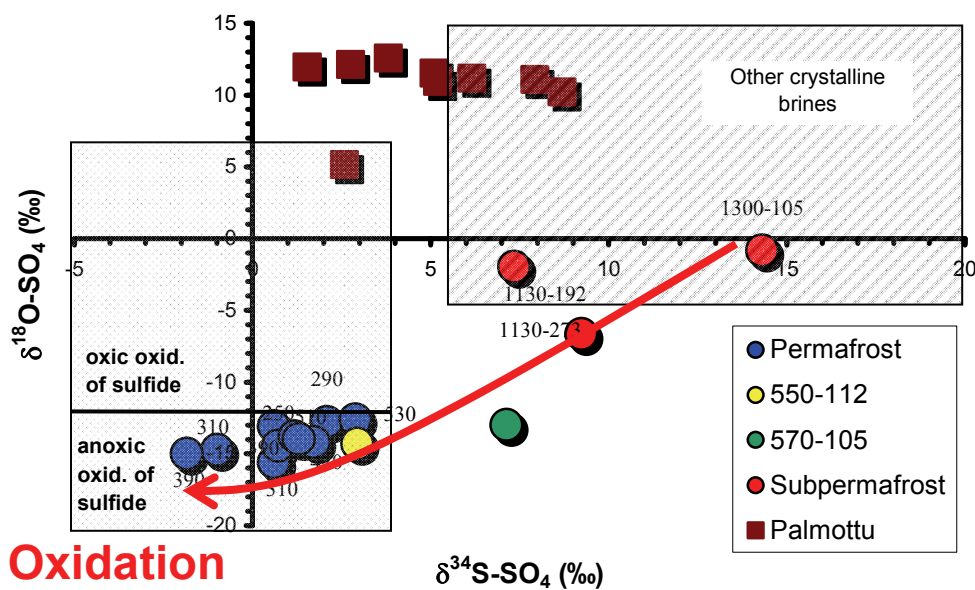 15
10
Other crystalline
brines
5
1300-105
0
-5
0
5
10
15
20
1130-192
-5
1130-273
δ18O-SO4 (‰)
oxic oxid.
of sulfide
-10
290
Permafrost
550-112
570-105
Subpermafrost
Palmottu
330
310
anoxic
oxid. of
sulfide
-15
390
510
-20
Oxidation
δ34S-SO4 (‰)